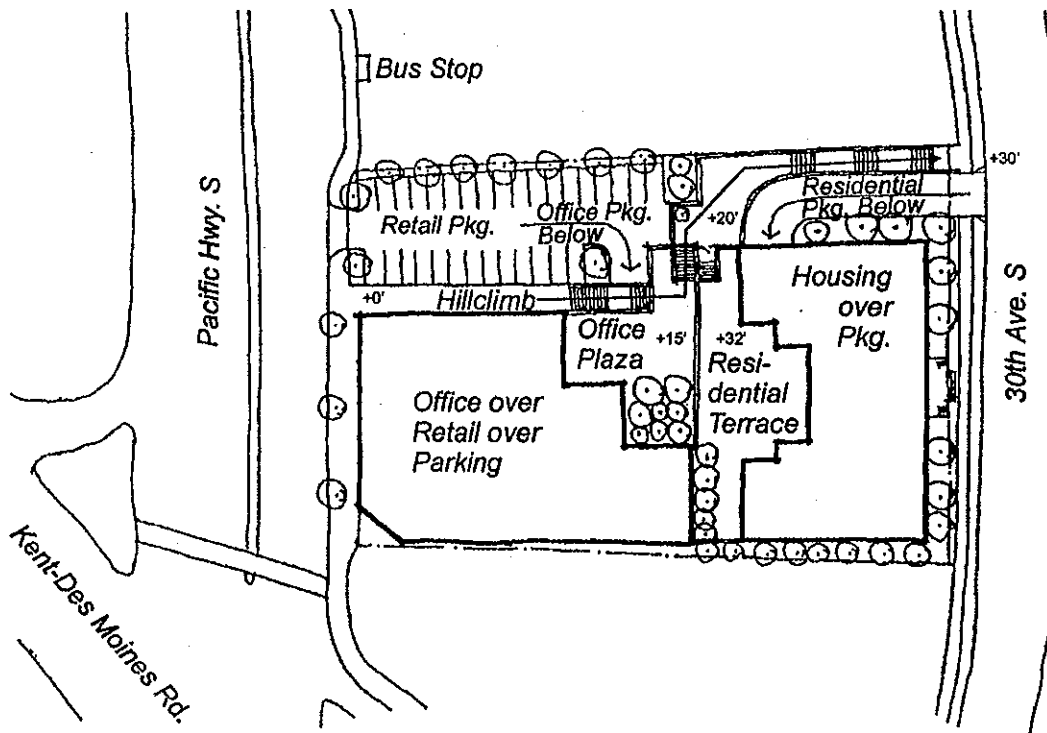 Bus Stop
+30'
Residential
Pkg. Below
Office Pkg.
Below
Retail Pkg.
+20'
Pacific Hwy. S
+0'
Hillclimb
Housing
over
Pkg.
Office
Plaza
+15'
+32'
Resi-
dential
Terrace
30th Ave. S
Office over
Retail over
Parking
Kent-Des Moines Rd.